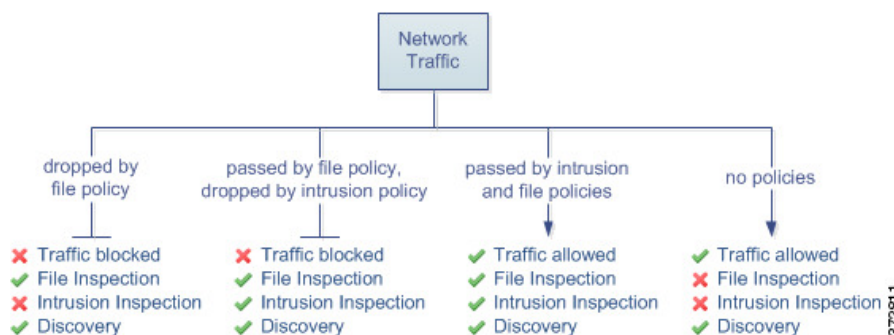 Network
Traffic
dropped by
file policy
passed by file policy,
dropped by intrusion policy
passed by intrusion
and file policies
no policies
Traffic blocked
File Inspection
Intrusion Inspection
Discovery
Traffic blocked
File Inspection
Intrusion Inspection
Discovery
Traffic allowed
File Inspection
Intrusion Inspection
Discovery
Traffic allowed
File Inspection
Intrusion Inspection
Discovery